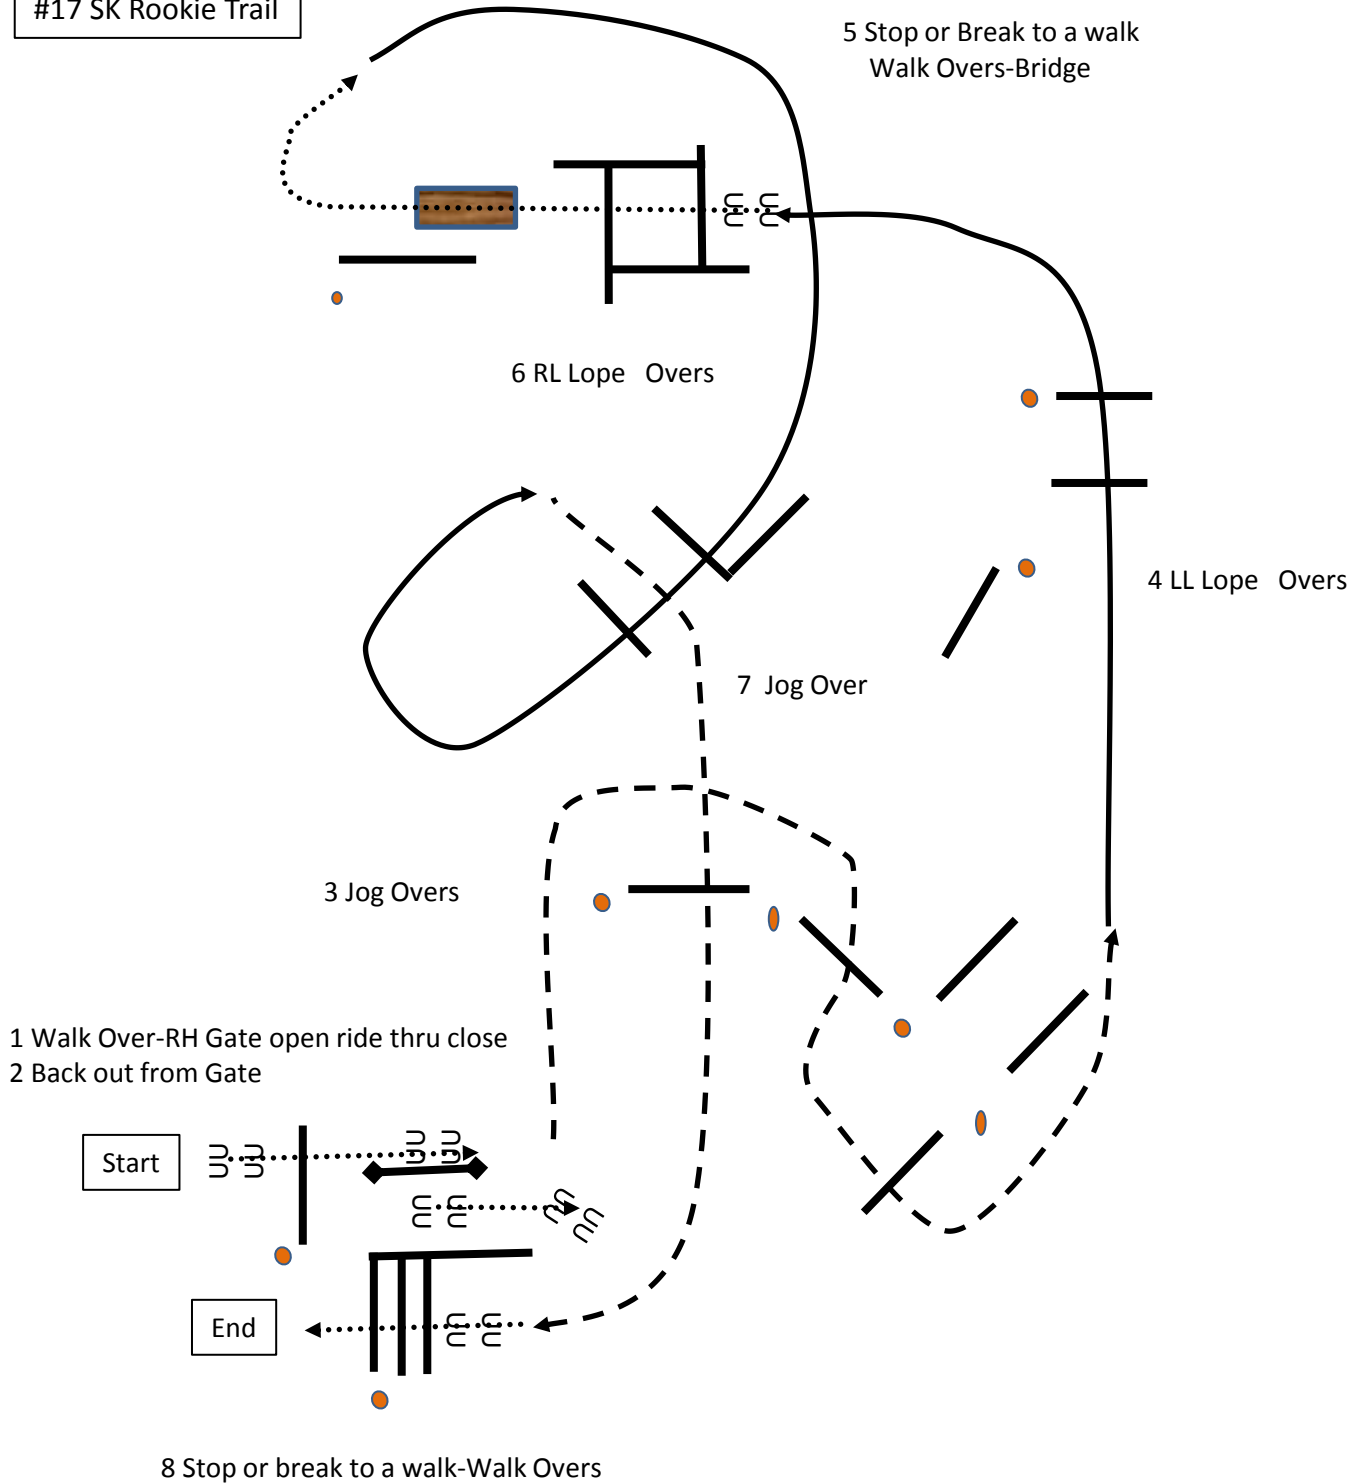 #17 SK Rookie Trail
5 Stop or Break to a walk
Walk Overs-Bridge
6 RL Lope   Overs
4 LL Lope   Overs
7  Jog Over
3 Jog Overs
1 Walk Over-RH Gate open ride thru close
2 Back out from Gate
Start
End
8 Stop or break to a walk-Walk Overs